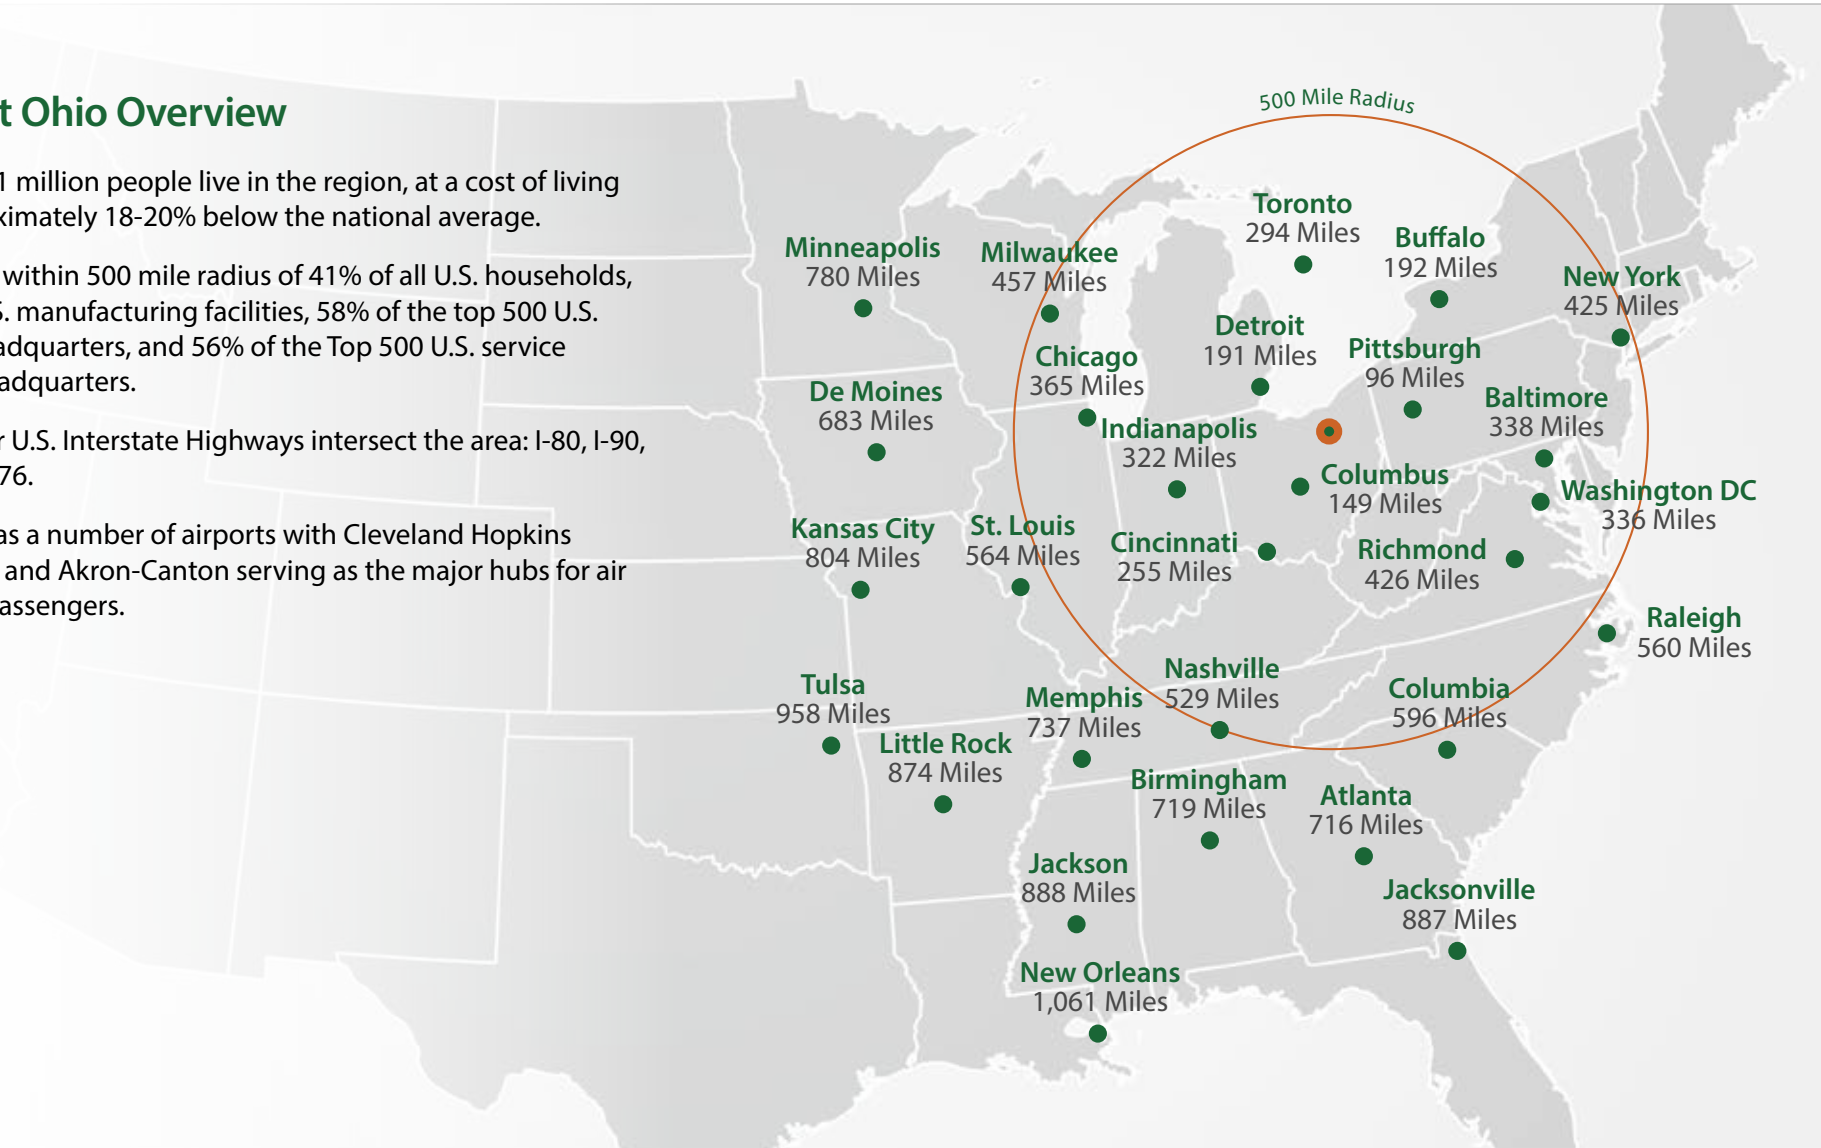 t Ohio Overview
1 million people live in the region, at a cost of living
ximately 18-20% below the national average.
within 500 mile radius of 41% of all U.S. households,
S. manufacturing facilities, 58% of the top 500 U.S.
adquarters, and 56% of the Top 500 U.S. service
adquarters.
r U.S. Interstate Highways intersect the area: I-80, I-90,
76.
as a number of airports with Cleveland Hopkins
and Akron-Canton serving as the major hubs for air
assengers.
500 Mile Radius
Toronto
294 Miles
Buffalo
192 Miles
Minneapolis
780 Miles
Milwaukee
457 Miles
New York
425 Miles
Detroit
191 Miles
Pittsburgh
96 Miles
Chicago
365 Miles
De Moines
683 Miles
Baltimore
338 Miles
Indianapolis
322 Miles
Columbus
149 Miles
Washington DC
336 Miles
Kansas City
804 Miles
St. Louis
564 Miles
Cincinnati
255 Miles
Richmond
426 Miles
Raleigh
560 Miles
Tulsa
958 Miles
Memphis
737 Miles
Nashville
529 Miles
Columbia
596 Miles
Little Rock
874 Miles
Birmingham
719 Miles
Atlanta
716 Miles
Jackson
888 Miles
Jacksonville
887 Miles
New Orleans
1,061 Miles